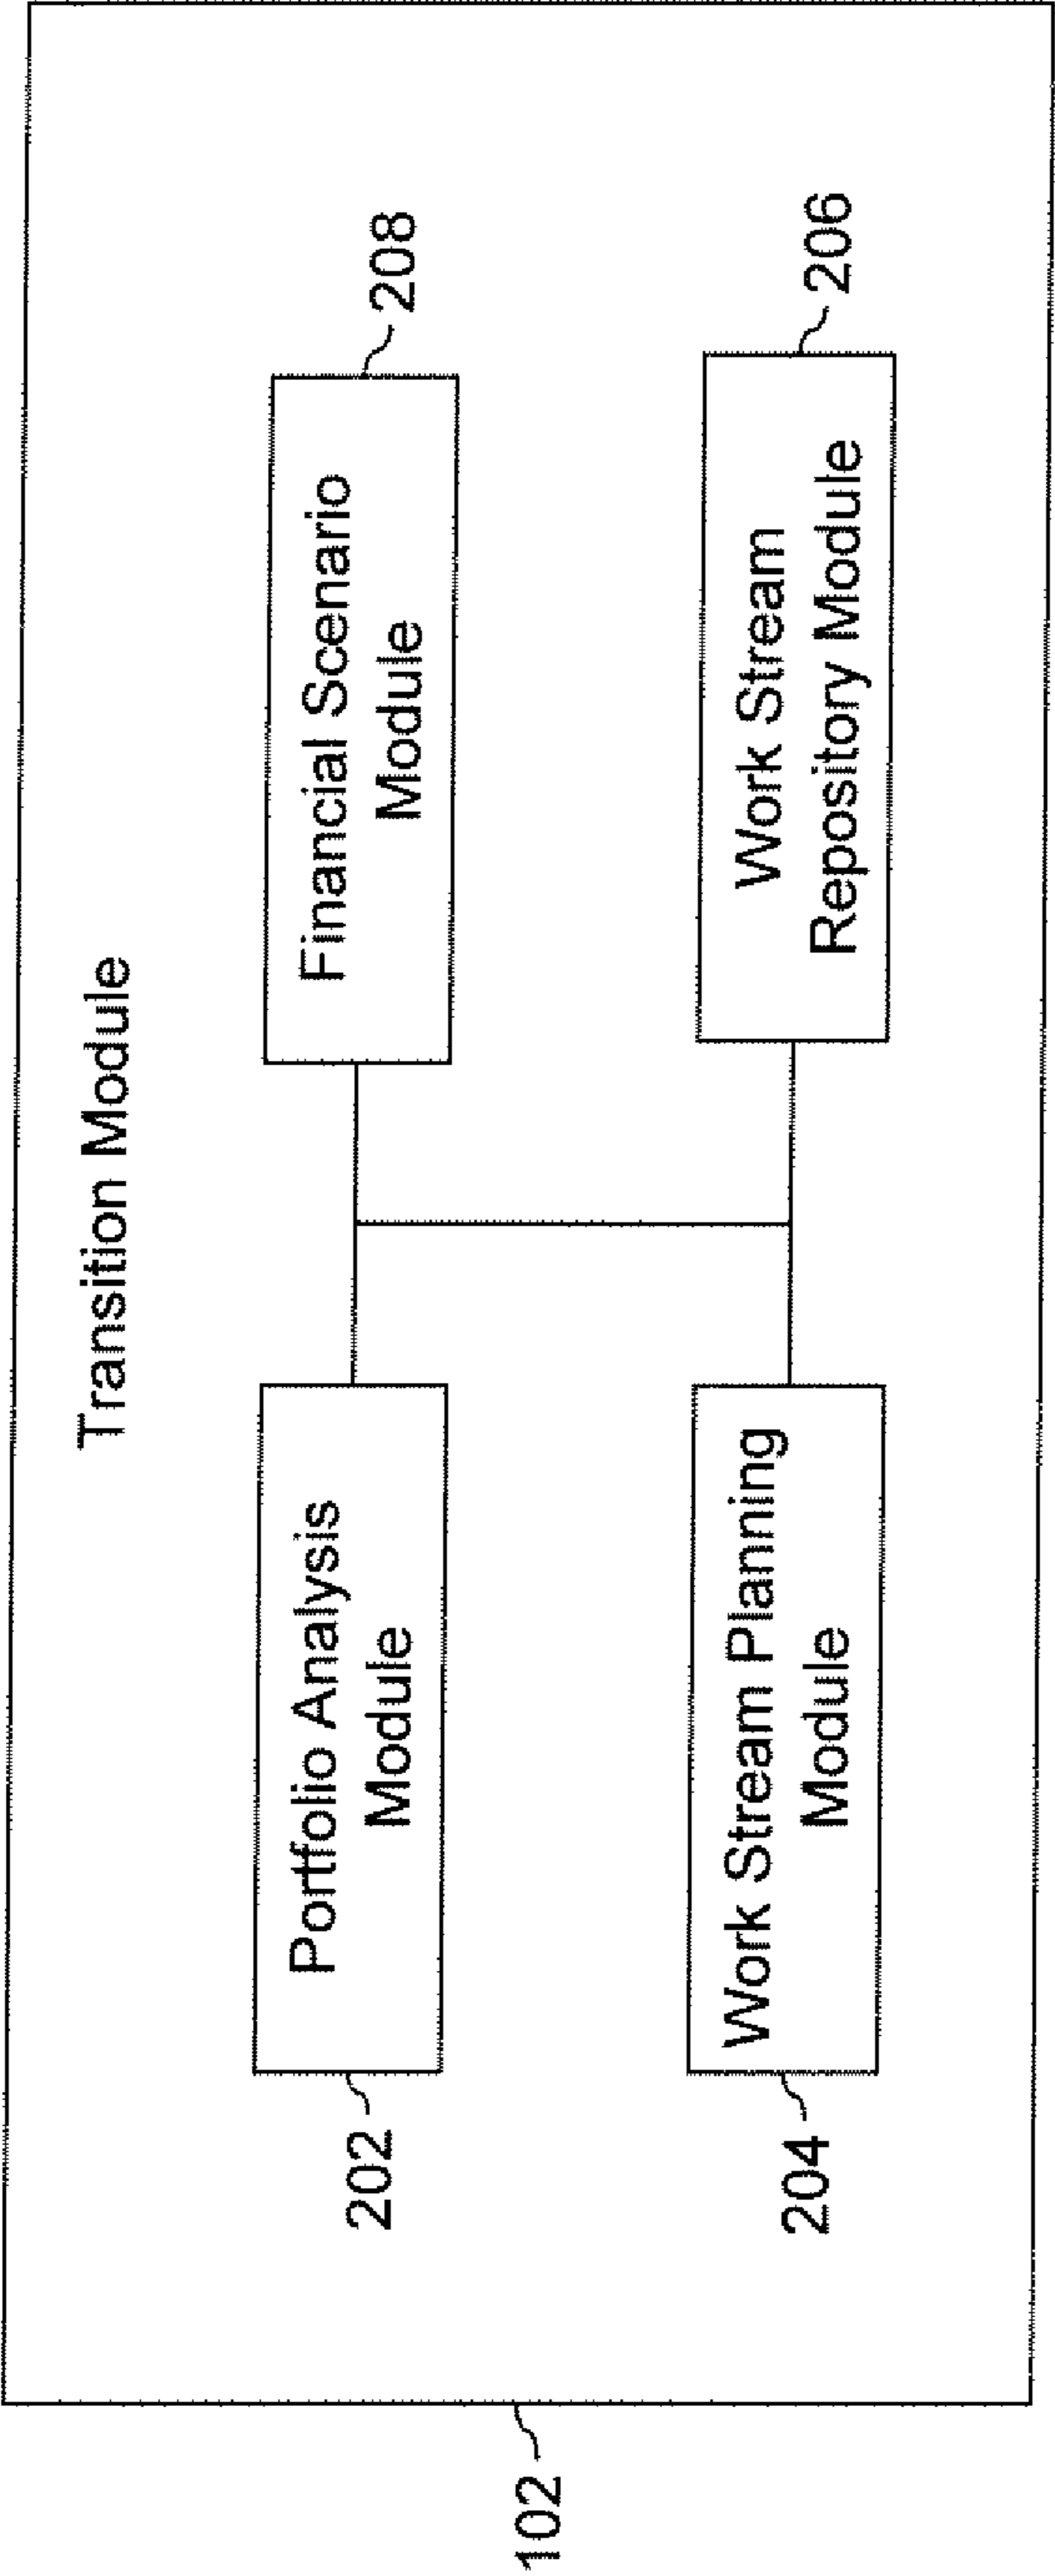 Transition Module
Portfolio Analysis
Module
202
Financial Scenario
Module
208
102
Work Stream Planning
Module
204
Work Stream
Repository Module
206